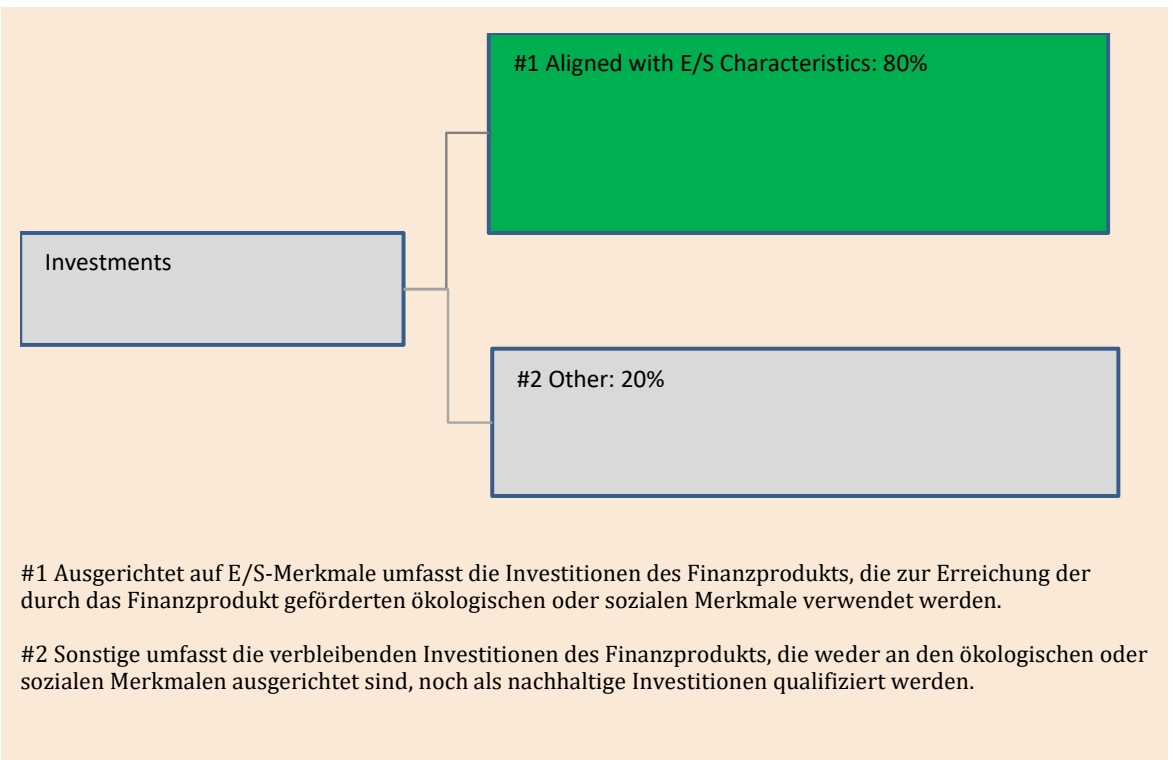 #1 Aligned with E/S Characteristics: 80%
Investments
#2 Other: 20%
#1 Ausgerichtet auf E/S-Merkmale umfasst die Investitionen des Finanzprodukts, die zur Erreichung der
durch das Finanzprodukt geförderten ökologischen oder sozialen Merkmale verwendet werden.
#2 Sonstige umfasst die verbleibenden Investitionen des Finanzprodukts, die weder an den ökologischen oder
sozialen Merkmalen ausgerichtet sind, noch als nachhaltige Investitionen qualifiziert werden.